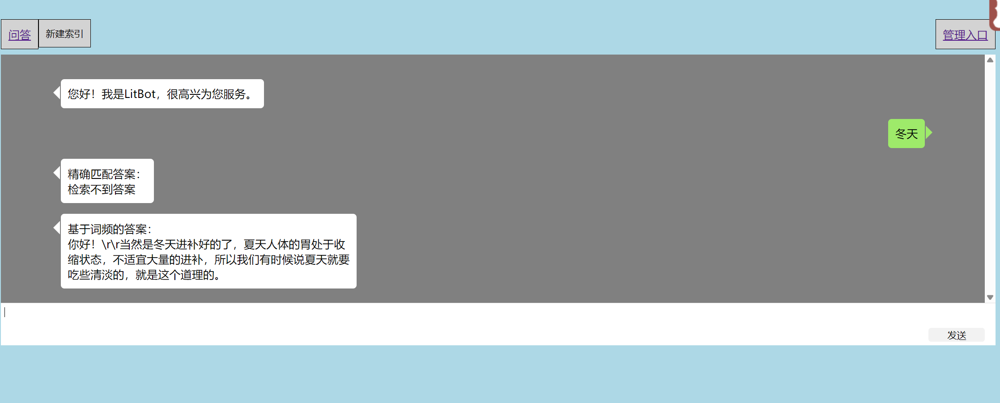 问答
新建索引
管理入口
您好！我是LitBot，很高兴为您服务。
冬天
精确匹配答案：
检索不到答案
基于词频的答案：
你好！\r\r当然是冬天进补好的了，夏天人体的胃处于收
缩状态，不适宜大量的进补，所以我们有时候说夏天就要
吃些清淡的，就是这个道理的。
发送